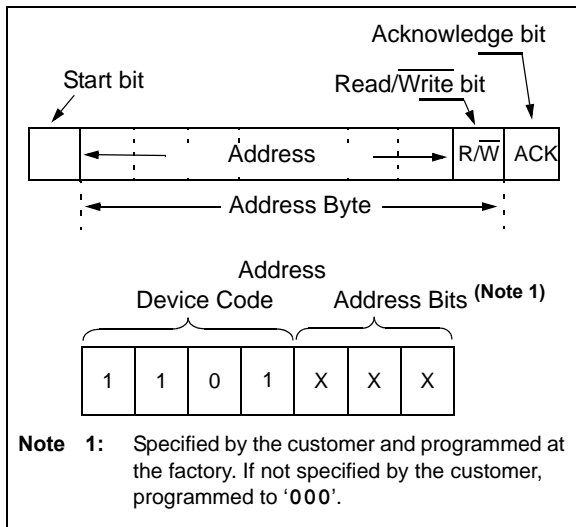 Acknowledge bit
Start bit
Read/Write bit
Address
R/W ACK
Address Byte
Address
Device Code Address Bits (Note 1)
1 1 0 1 X X X
Note 1: Specified by the customer and programmed at
the factory. If not specified by the customer,
programmed to ‘000’.